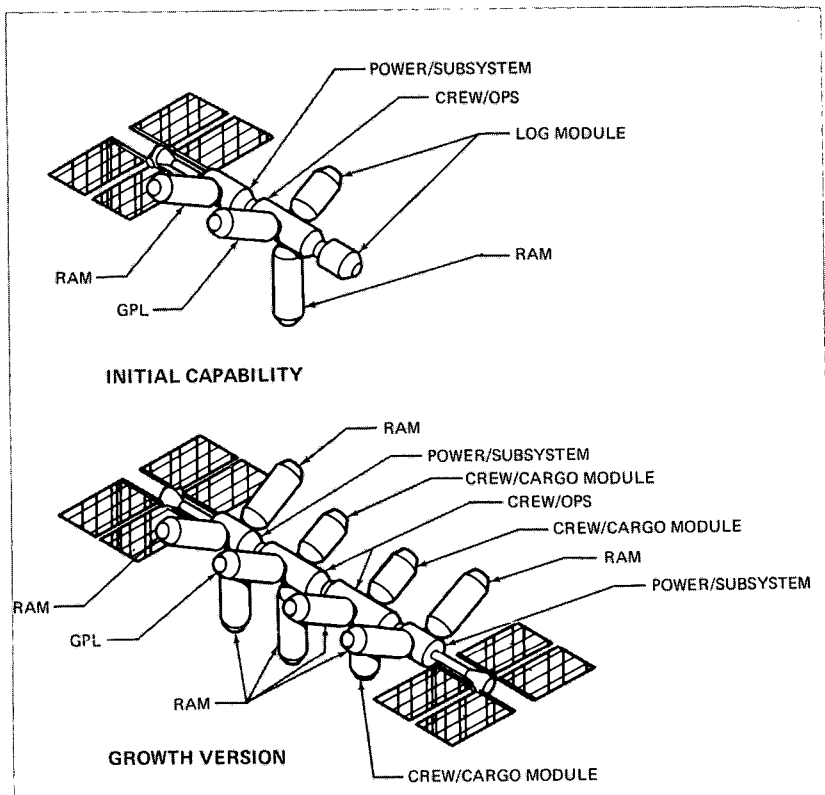 POWER/SUBSYSTEM
CREW/OPS
LOG MODULE
RAM
RAM
GPL
INITIAL CAPABILITY
RAM
POWER/SUBSYSTEM
CREW/CARGO MODULE
CREW/OPS
CREW/CARGO MODULE
RAM
POWER/SUBSYSTEM
RAM
GPL
RAM
GROWTH VERSION
CREW/CARGO MODULE